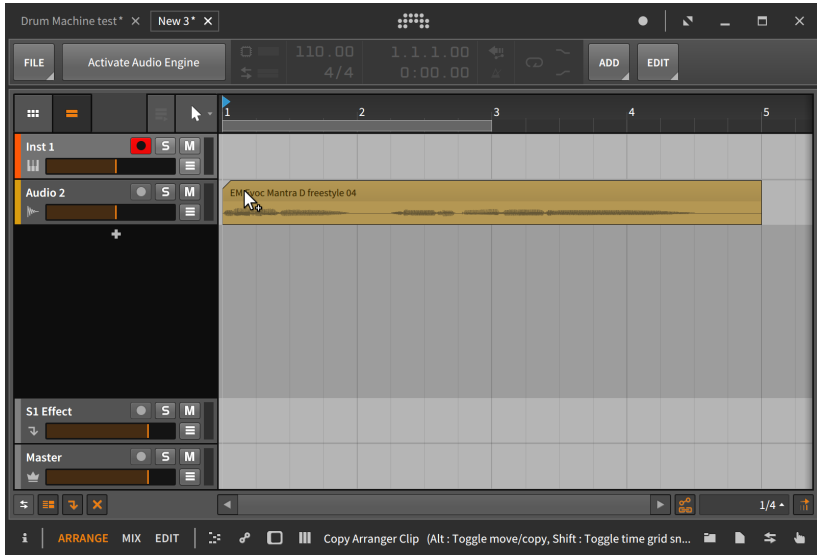 Drum Machine test* × New 3* ×
FILE Activate Audio Engine 110.00 1.1.1.00 ADD EDIT
4/4 0:00.00
1 2 3 4 5
Inst 1 S M
Audio 2 S M
EM voc Mantra D freestyle 04
S1 Effect S M
Master S M
1/4
i ARRANGE MIX EDIT Copy Arranger Clip (Alt : Toggle move/copy, Shift : Toggle time grid sn...